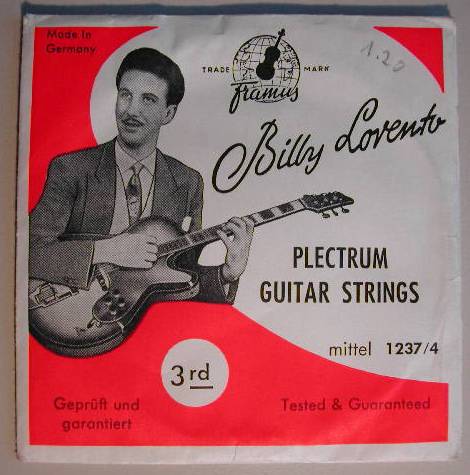 Made in
Germany
TRADE MARK
framus
1.20
Billy Lorento
PLECTRUM
GUITAR STRINGS
mittel 1237/4
3rd
Geprüft und
garantiert
Tested & Guaranteed